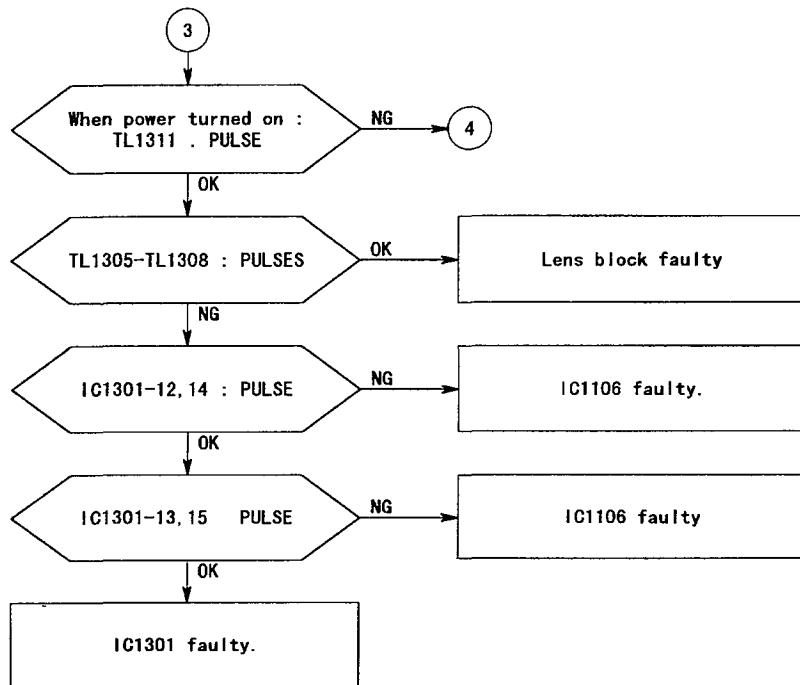 3
When power turned on :
TL1311 . PULSE
NG
4
OK
TL1305-TL1308 : PULSES
OK
Lens block faulty
NG
IC1301-12,14 : PULSE
NG
IC1106 faulty.
OK
IC1301-13,15 PULSE
NG
IC1106 faulty
OK
IC1301 faulty.